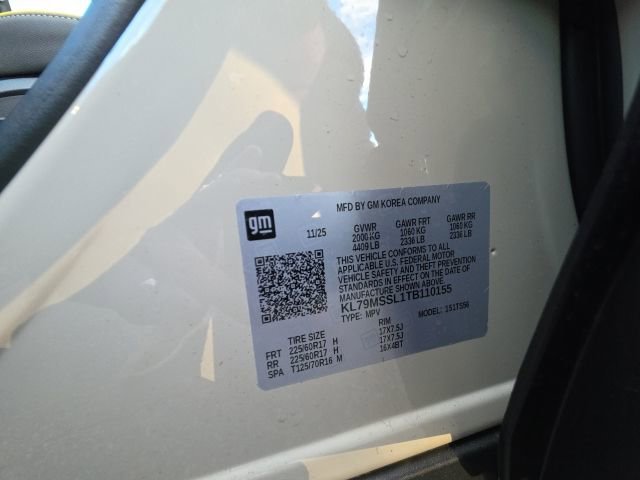 MFD BY GM KOREA COMPANY
gm
11/25 GVWR GAWR FRT GAWR RR
2000 KG 1060 KG 1060 KG
4409 LB 2336 LB 2336 LB
THIS VEHICLE CONFORMS TO ALL
APPLICABLE U.S. FEDERAL MOTOR
VEHICLE SAFETY AND THEFT PREVENTION
STANDARDS IN EFFECT ON THE DATE OF
MANUFACTURE SHOWN ABOVE.
KL79MSSL1TB110155
TYPE: MPV MODEL: 1S1TS56
TIRE SIZE RIM
FRT 225/60R17 H 17X7.5J
RR 225/60R17 H 17X7.5J
SPA T125/70R16 M 16X4BT